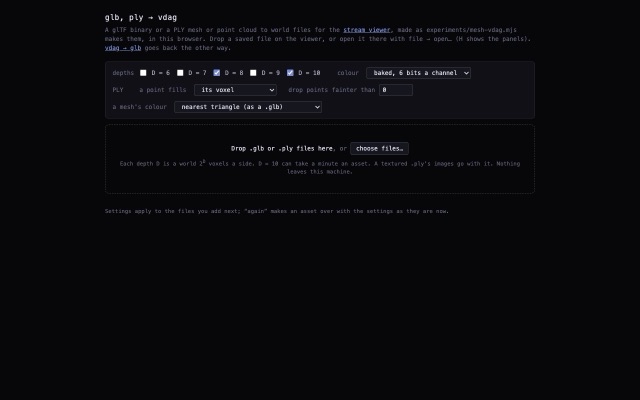 glb, ply → vdag
A glTF binary or a PLY mesh or point cloud to world files for the stream viewer, made as experiments/mesh-vdag.mjs
makes them, in this browser. Drop a saved file on the viewer, or open it there with file → open… (H shows the panels).
vdag → glb goes back the other way.
depths D = 6 D = 7 D = 8 D = 9 D = 10 colour baked, 6 bits a channel
PLY a point fills its voxel drop points fainter than 0
a mesh's colour nearest triangle (as a .glb)
Drop .glb or .ply files here, or choose files…
Each depth D is a world 2ᴰ voxels a side. D = 10 can take a minute an asset. A textured .ply's images go with it. Nothing
leaves this machine.
Settings apply to the files you add next; "again" makes an asset over with the settings as they are now.